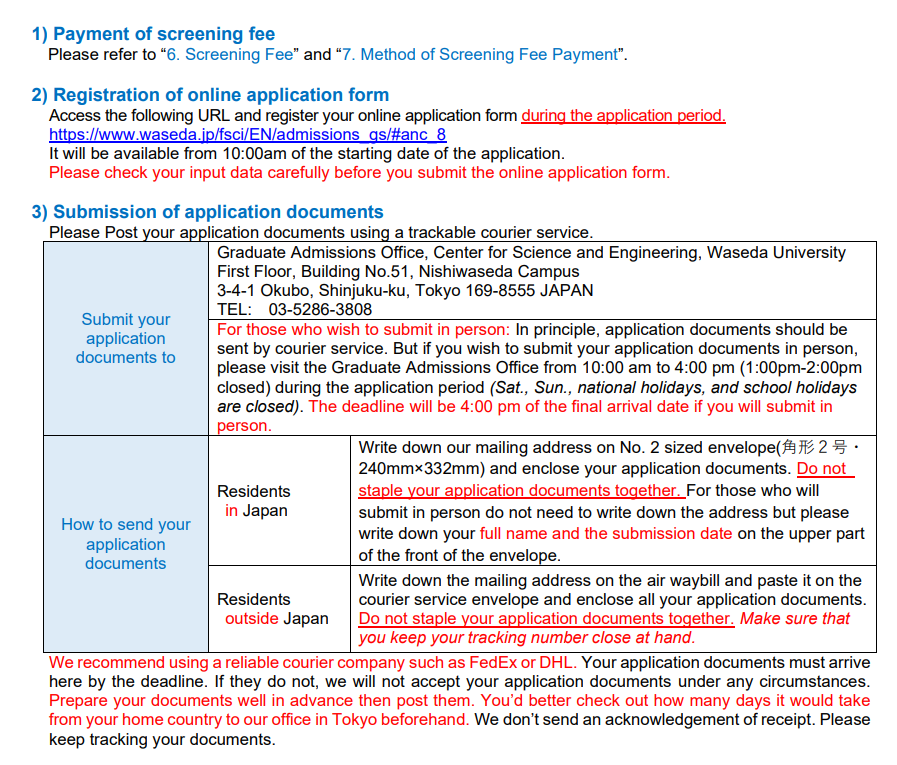 1) Payment of screening fee
Please refer to “6. Screening Fee” and “7. Method of Screening Fee Payment”.
2) Registration of online application form
Access the following URL and register your online application form during the application period.
https://www.waseda.jp/fsci/EN/admissions_gs/#anc_8
It will be available from 10:00am of the starting date of the application.
Please check your input data carefully before you submit the online application form.
3) Submission of application documents
Please Post your application documents using a trackable courier service.
Submit your
application
documents to
Graduate Admissions Office, Center for Science and Engineering, Waseda University
First Floor, Building No.51, Nishiwaseda Campus
3-4-1 Okubo, Shinjuku-ku, Tokyo 169-8555 JAPAN
TEL: 03-5286-3808
For those who wish to submit in person: In principle, application documents should be
sent by courier service. But if you wish to submit your application documents in person,
please visit the Graduate Admissions Office from 10:00 am to 4:00 pm (1:00pm-2:00pm
closed) during the application period (Sat., Sun., national holidays, and school holidays
are closed). The deadline will be 4:00 pm of the final arrival date if you will submit in
person.
How to send your
application
documents
Residents
in Japan
Write down our mailing address on No. 2 sized envelope(角形２号・
240mm×332mm) and enclose your application documents. Do not
staple your application documents together. For those who will
submit in person do not need to write down the address but please
write down your full name and the submission date on the upper part
of the front of the envelope.
Residents
outside Japan
Write down the mailing address on the air waybill and paste it on the
courier service envelope and enclose all your application documents.
Do not staple your application documents together. Make sure that
you keep your tracking number close at hand.
We recommend using a reliable courier company such as FedEx or DHL. Your application documents must arrive
here by the deadline. If they do not, we will not accept your application documents under any circumstances.
Prepare your documents well in advance then post them. You’d better check out how many days it would take
from your home country to our office in Tokyo beforehand. We don’t send an acknowledgement of receipt. Please
keep tracking your documents.